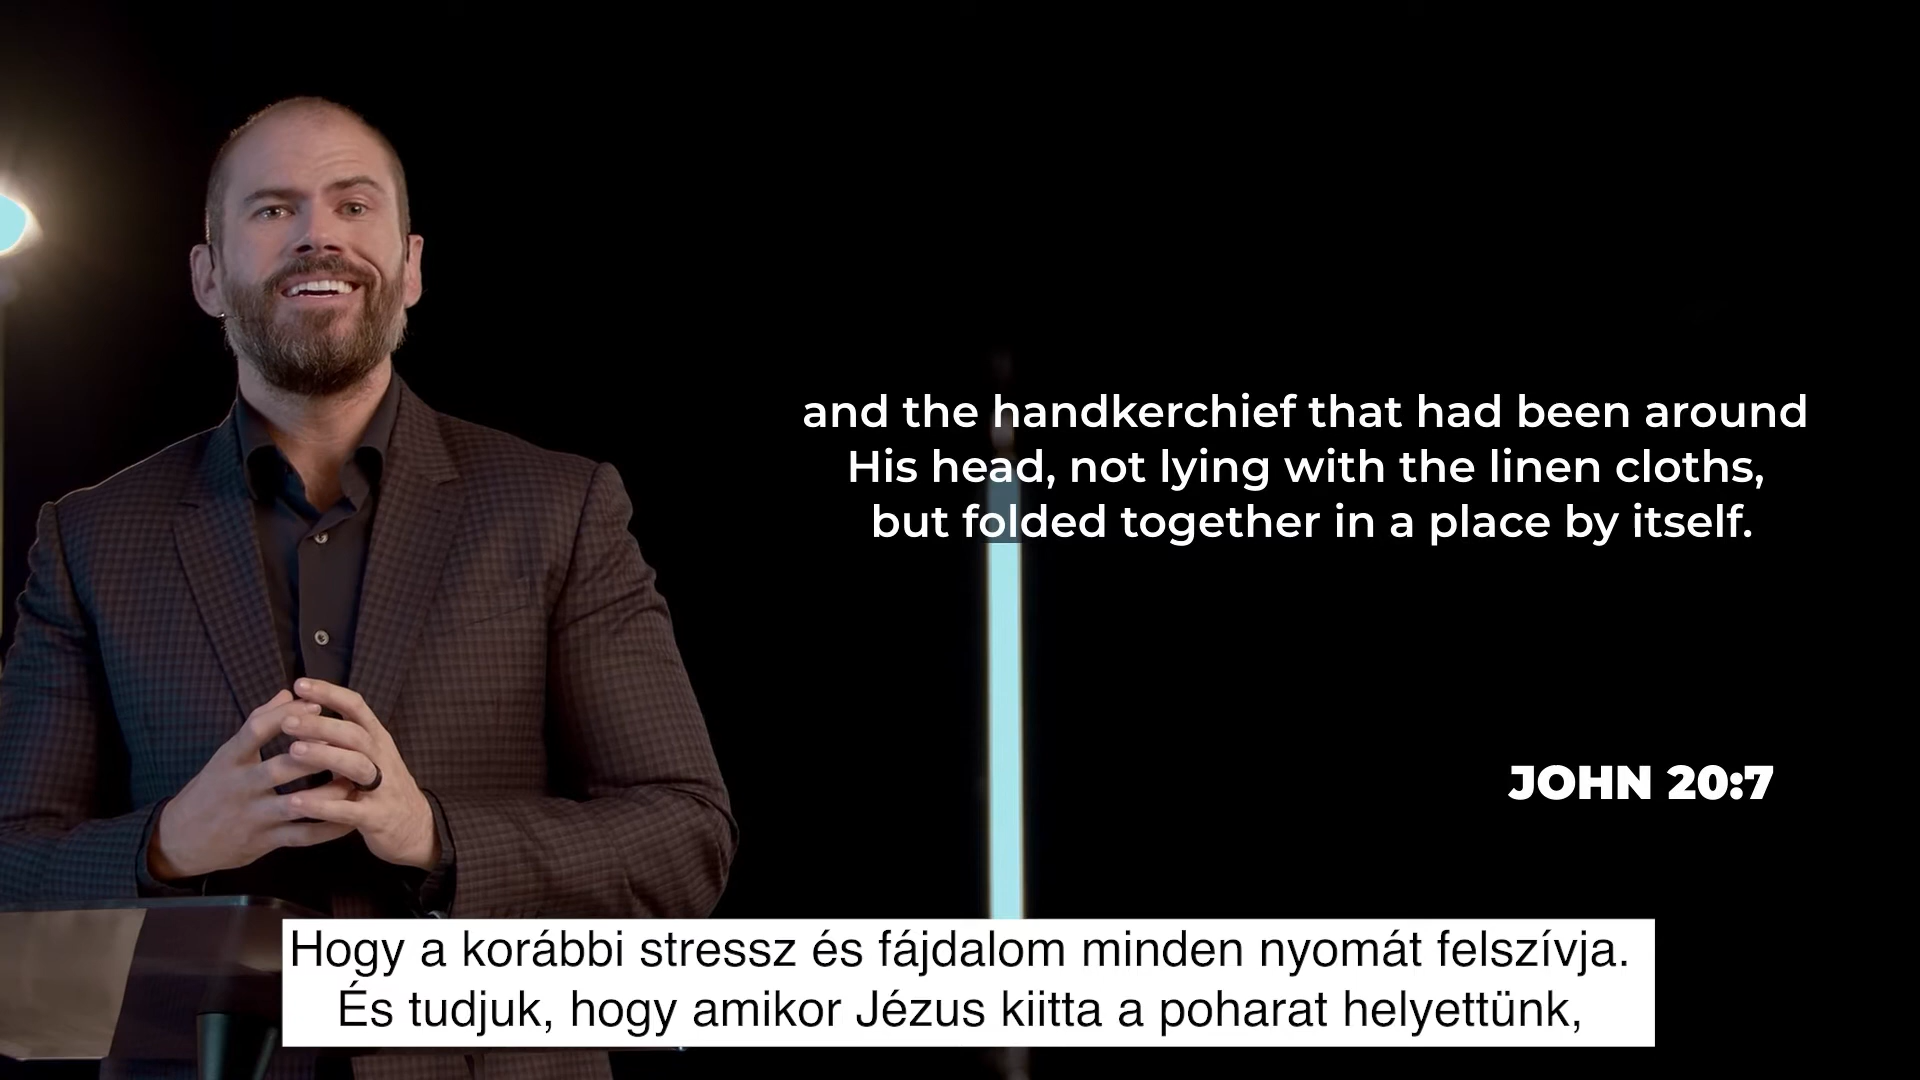 and the handkerchief that had been around
His head, not lying with the linen cloths,
but folded together in a place by itself.
JOHN 20:7
Hogy a korábbi stressz és fájdalom minden nyomát felszívja.
És tudjuk, hogy amikor Jézus kiitta a poharat helyettünk,